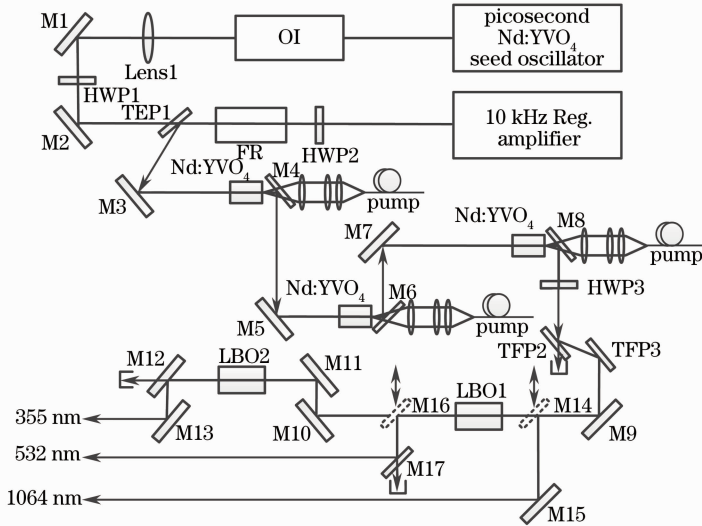 M1
Lens1
OI
picosecond
Nd:YVO4
seed oscillator
HWP1
M2
TEP1
FR
HWP2
10 kHz Reg.
amplifier
M3
Nd:YVO4
M4
pump
M7
Nd:YVO4
M8
pump
M5
Nd:YVO4
M6
pump
HWP3
TFP2
TFP3
M12
LBO2
M11
M13
M10
M16
LBO1
M14
M9
355 nm
532 nm
M17
1064 nm
M15